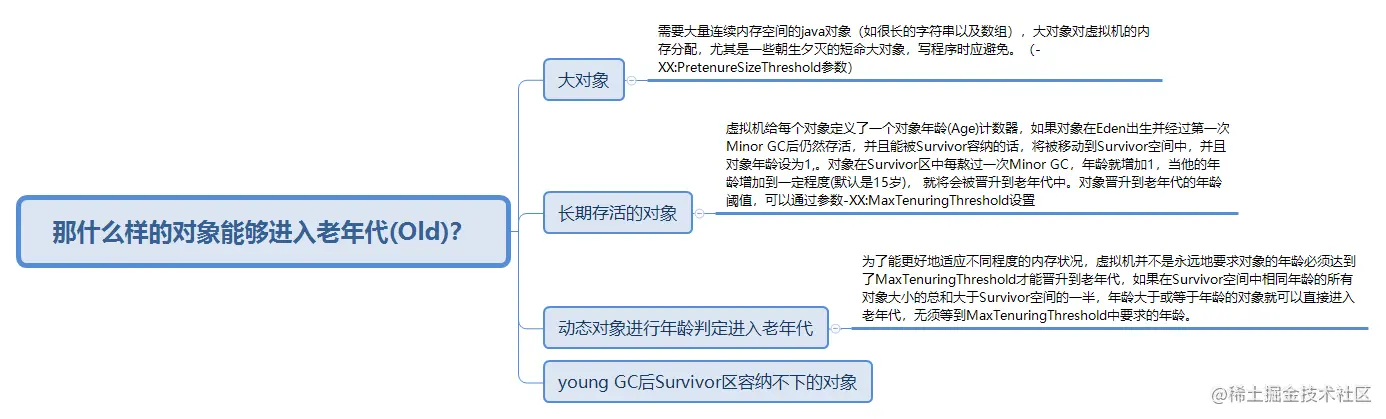 那什么样的对象能够进入老年代(Old)?
大对象
需要大量连续内存空间的java对象（如很长的字符串以及数组），大对象对虚拟机的内
存分配，尤其是一些朝生夕灭的短命大对象，写程序时应避免。（-
XX:PretenureSizeThreshold参数）
长期存活的对象
虚拟机给每个对象定义了一个对象年龄(Age)计数器，如果对象在Eden出生并经过第一次
Minor GC后仍然存活，并且能被Survivor容纳的话，将被移动到Survivor空间中，并且
对象年龄设为1,。对象在Survivor区中每熬过一次Minor GC，年龄就增加1，当他的年
龄增加到一定程度(默认是15岁)， 就将会被晋升到老年代中。对象晋升到老年代的年龄
阈值，可以通过参数-XX:MaxTenuringThreshold设置
动态对象进行年龄判定进入老年代
为了能更好地适应不同程度的内存状况，虚拟机并不是永远地要求对象的年龄必须达到
了MaxTenuringThreshold才能晋升到老年代，如果在Survivor空间中相同年龄的所有
对象大小的总和大于Survivor空间的一半，年龄大于或等于年龄的对象就可以直接进入
老年代，无须等到MaxTenuringThreshold中要求的年龄。
young GC后Survivor区容纳不下的对象
@稀土掘金技术社区